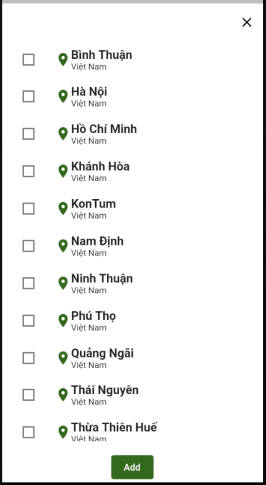 Bình Thuận
Việt Nam
Hà Nội
Việt Nam
Hồ Chí Minh
Việt Nam
Khánh Hòa
Việt Nam
KonTum
Việt Nam
Nam Định
Việt Nam
Ninh Thuận
Việt Nam
Phú Thọ
Việt Nam
Quảng Ngãi
Việt Nam
Thái Nguyên
Việt Nam
Thừa Thiên Huế
Việt Nam
Add